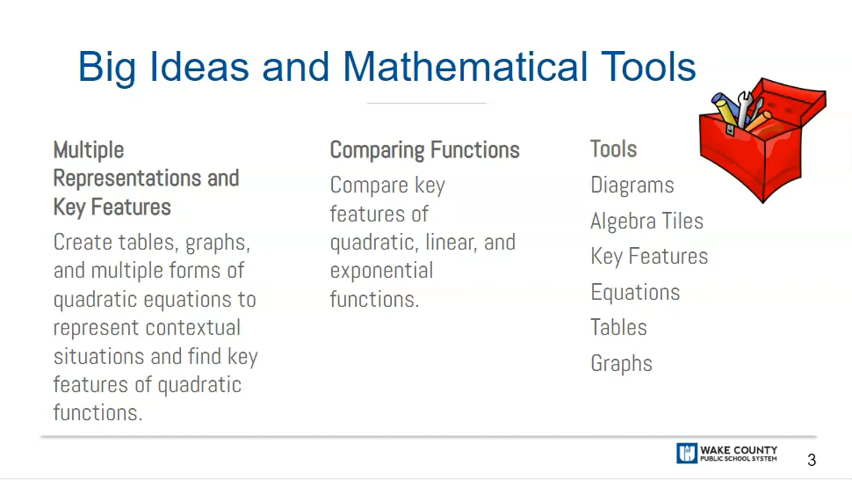 Big Ideas and Mathematical Tools
Multiple
Representations and
Key Features
Create tables, graphs,
and multiple forms of
quadratic equations to
represent contextual
situations and find key
features of quadratic
functions.
Comparing Functions
Compare key
features of
quadratic, linear, and
exponential
functions.
Tools
Diagrams
Algebra Tiles
Key Features
Equations
Tables
Graphs
WAKE COUNTY
PUBLIC SCHOOL SYSTEM
3